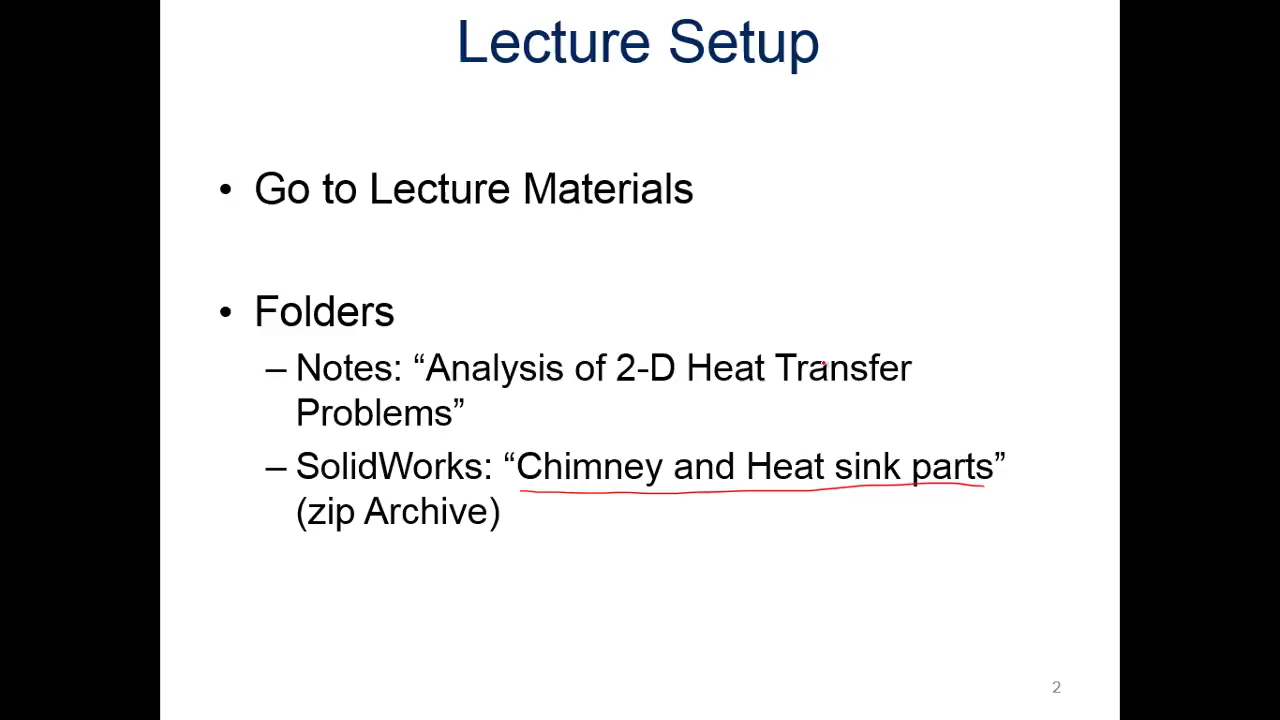 Lecture Setup
• Go to Lecture Materials
• Folders
– Notes: “Analysis of 2-D Heat Transfer
Problems”
– SolidWorks: “Chimney and Heat sink parts”
(zip Archive)
2